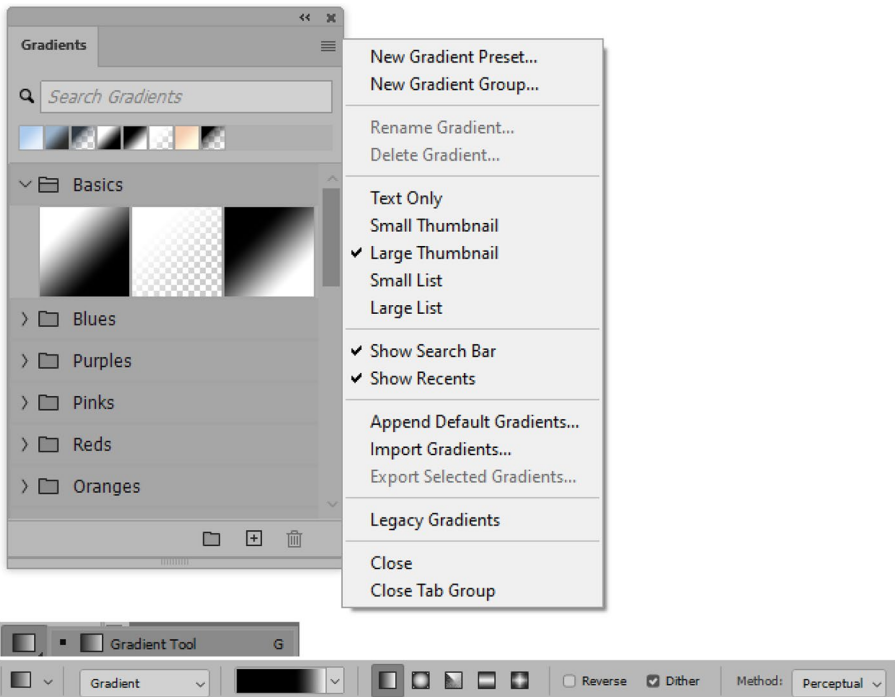 Gradients
Search Gradients
Basics
Blues
Purples
Pinks
Reds
Oranges
New Gradient Preset...
New Gradient Group...
Rename Gradient...
Delete Gradient...
Text Only
Small Thumbnail
Large Thumbnail
Small List
Large List
Show Search Bar
Show Recents
Append Default Gradients...
Import Gradients...
Export Selected Gradients...
Legacy Gradients
Close
Close Tab Group
Gradient Tool G
Gradient Reverse Dither Method: Perceptual